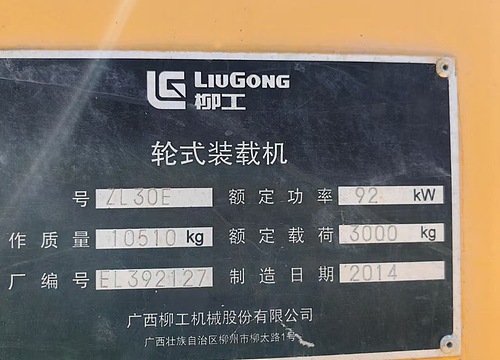 LG LIUGONG
柳工
轮式装载机
号 ZL30E 额定功率 92 kW
作质量 10510 kg 额定载荷 3000 kg
厂编号 EL392127 制造日期 2014
广西柳工机械股份有限公司
广西壮族自治区柳州市柳太路1号